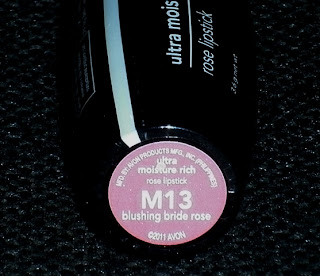 ultra mois
rose lipstick
MFG. BY AVON PRODUCTS MFG., INC. (PHILIPPINES)
ultra
moisture rich
rose lipstick
M13
blushing bride rose
©2011 AVON